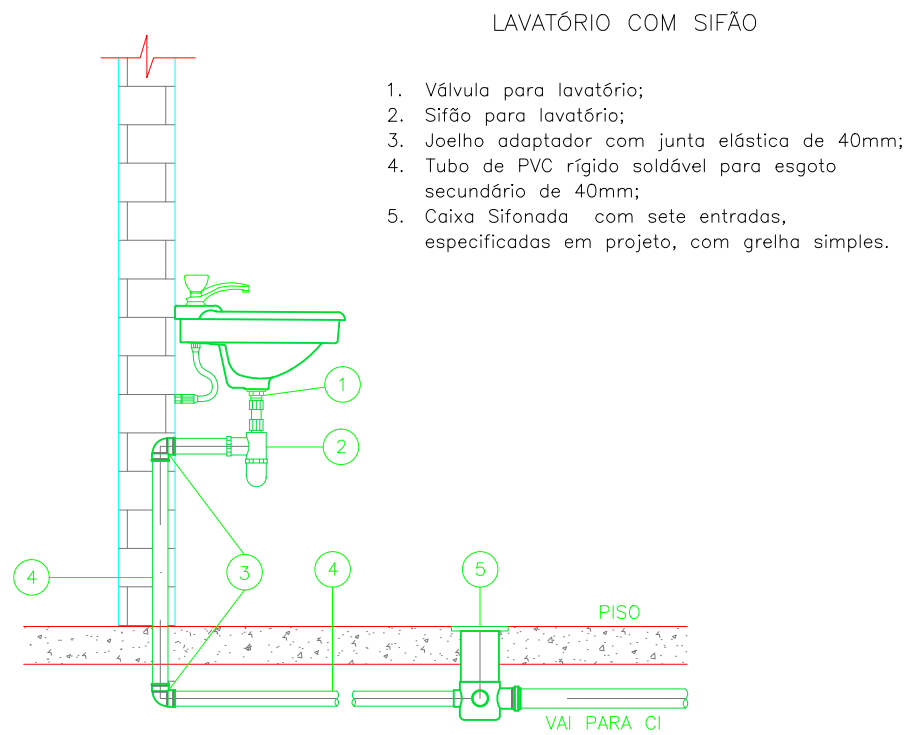 LAVATÓRIO COM SIFÃO
1. Válvula para lavatório;
2. Sifão para lavatório;
3. Joelho adaptador com junta elástica de 40mm;
4. Tubo de PVC rígido soldável para esgoto
secundário de 40mm;
5. Caixa Sifonada com sete entradas,
especificadas em projeto, com grelha simples.
1
2
4
3
4
5
PISO
VAI PARA CI